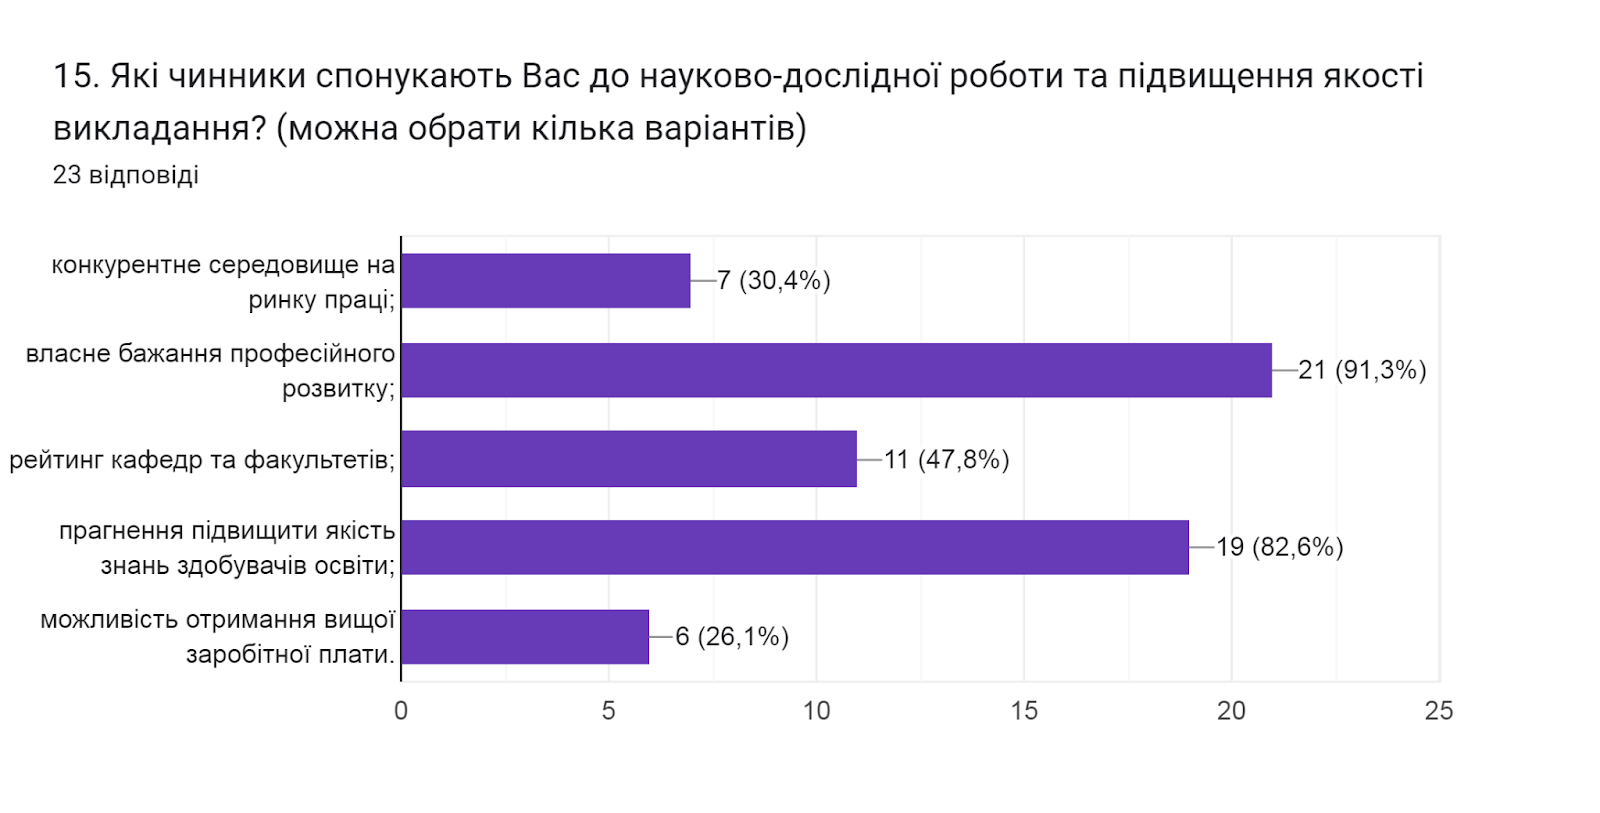 15. Які чинники спонукають Вас до науково-дослідної роботи та підвищення якості
викладання? (можна обрати кілька варіантів)
23 відповіді
конкурентне середовище на
ринку праці;
7 (30,4%)
власне бажання професійного
розвитку;
21 (91,3%)
рейтинг кафедр та факультетів;
11 (47,8%)
прагнення підвищити якість
знань здобувачів освіти;
19 (82,6%)
можливість отримання вищої
заробітної плати.
6 (26,1%)
0 5 10 15 20 25